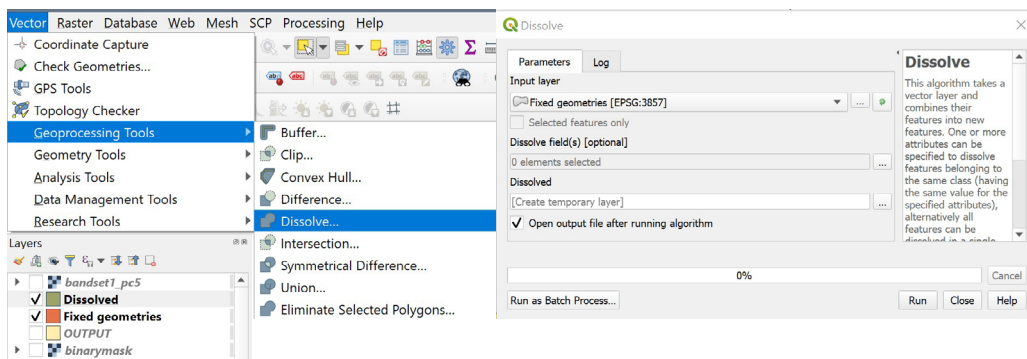 Vector Raster Database Web Mesh SCP Processing Help
Coordinate Capture
Check Geometries...
GPS Tools
Topology Checker
Geoprocessing Tools
Geometry Tools
Analysis Tools
Data Management Tools
Research Tools
Buffer...
Clip...
Convex Hull...
Difference...
Dissolve...
Intersection...
Symmetrical Difference...
Union...
Eliminate Selected Polygons...
Layers
bandset1_pc5
Dissolved
Fixed geometries
OUTPUT
binarymask
Dissolve
Parameters Log
Input layer
Fixed geometries [EPSG:3857]
...
Selected features only
Dissolve field(s) [optional]
0 elements selected
...
Dissolved
[Create temporary layer]
...
Open output file after running algorithm
Dissolve
This algorithm takes a
vector layer and
combines their
features into new
features. One or more
attributes can be
specified to dissolve
features belonging to
the same class (having
the same value for the
specified attributes),
alternatively all
features can be
dissolved in a single
0%
Cancel
Run as Batch Process...
Run Close Help